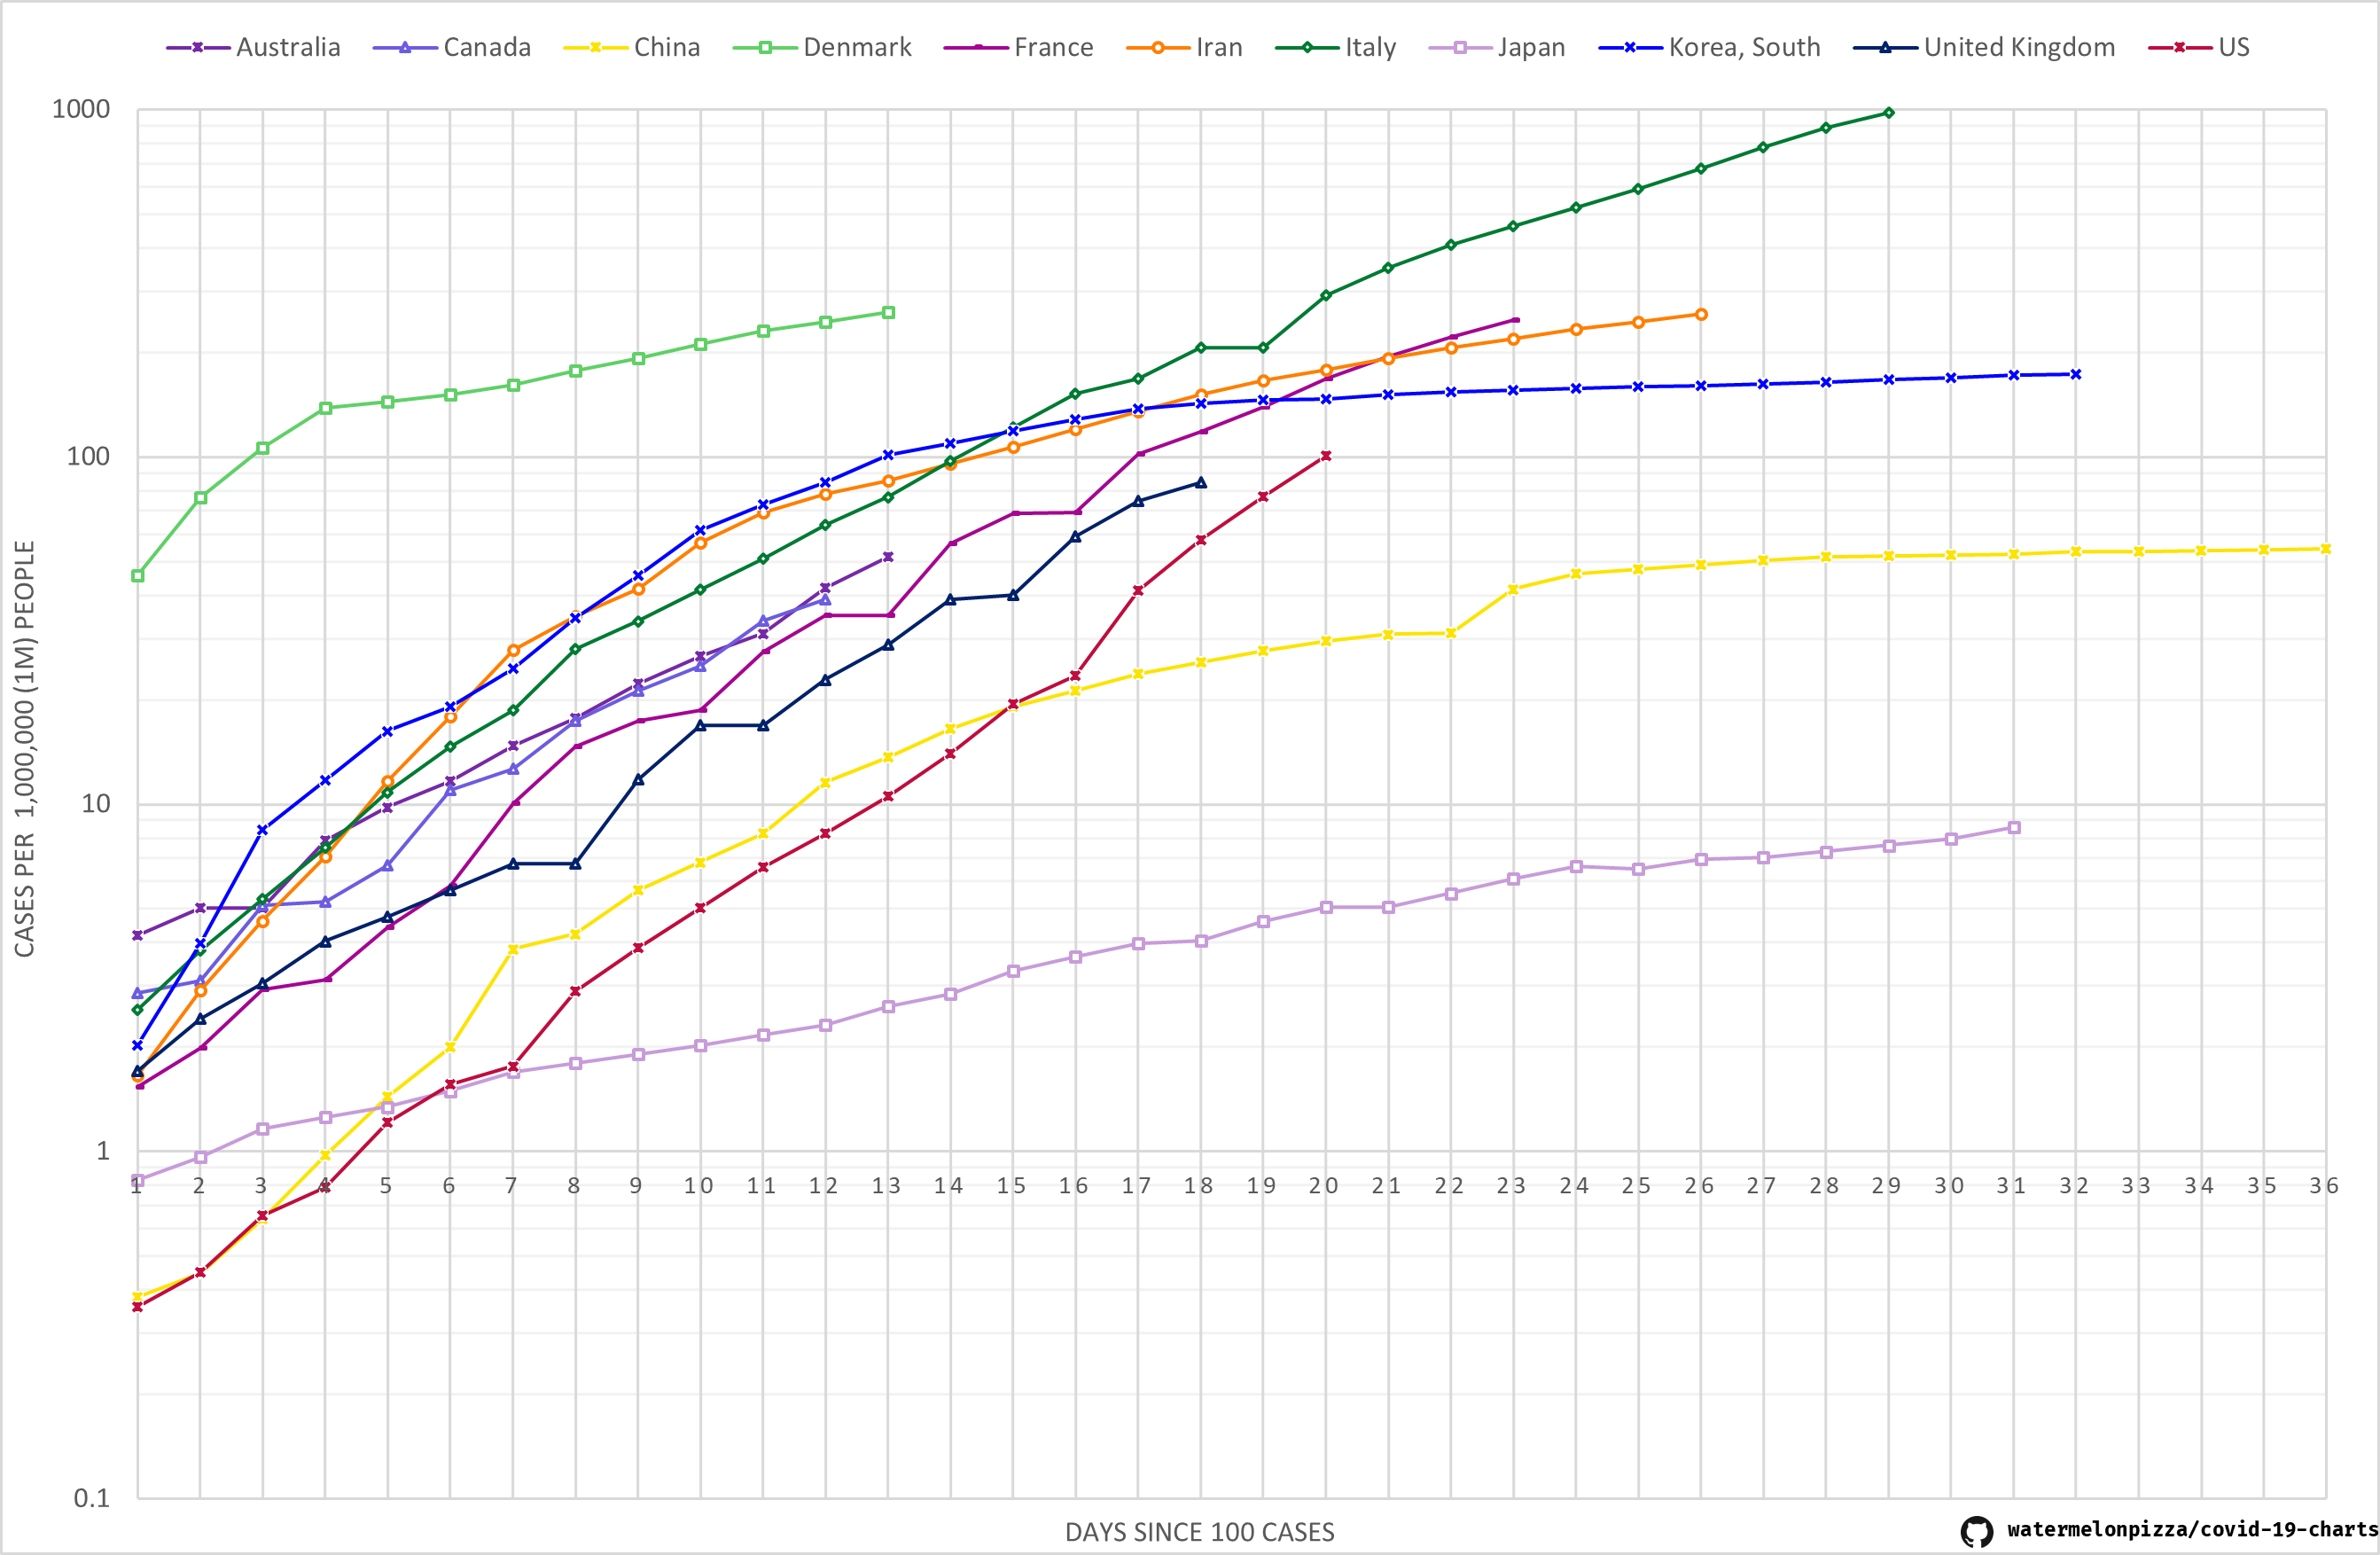 Australia Canada China Denmark France Iran Italy Japan Korea, South United Kingdom US
1000
100
10
1
0.1
CASES PER 1,000,000 (1M) PEOPLE
1 2 3 4 5 6 7 8 9 10 11 12 13 14 15 16 17 18 19 20 21 22 23 24 25 26 27 28 29 30 31 32 33 34 35 36
DAYS SINCE 100 CASES
watermelonpizza/covid-19-charts